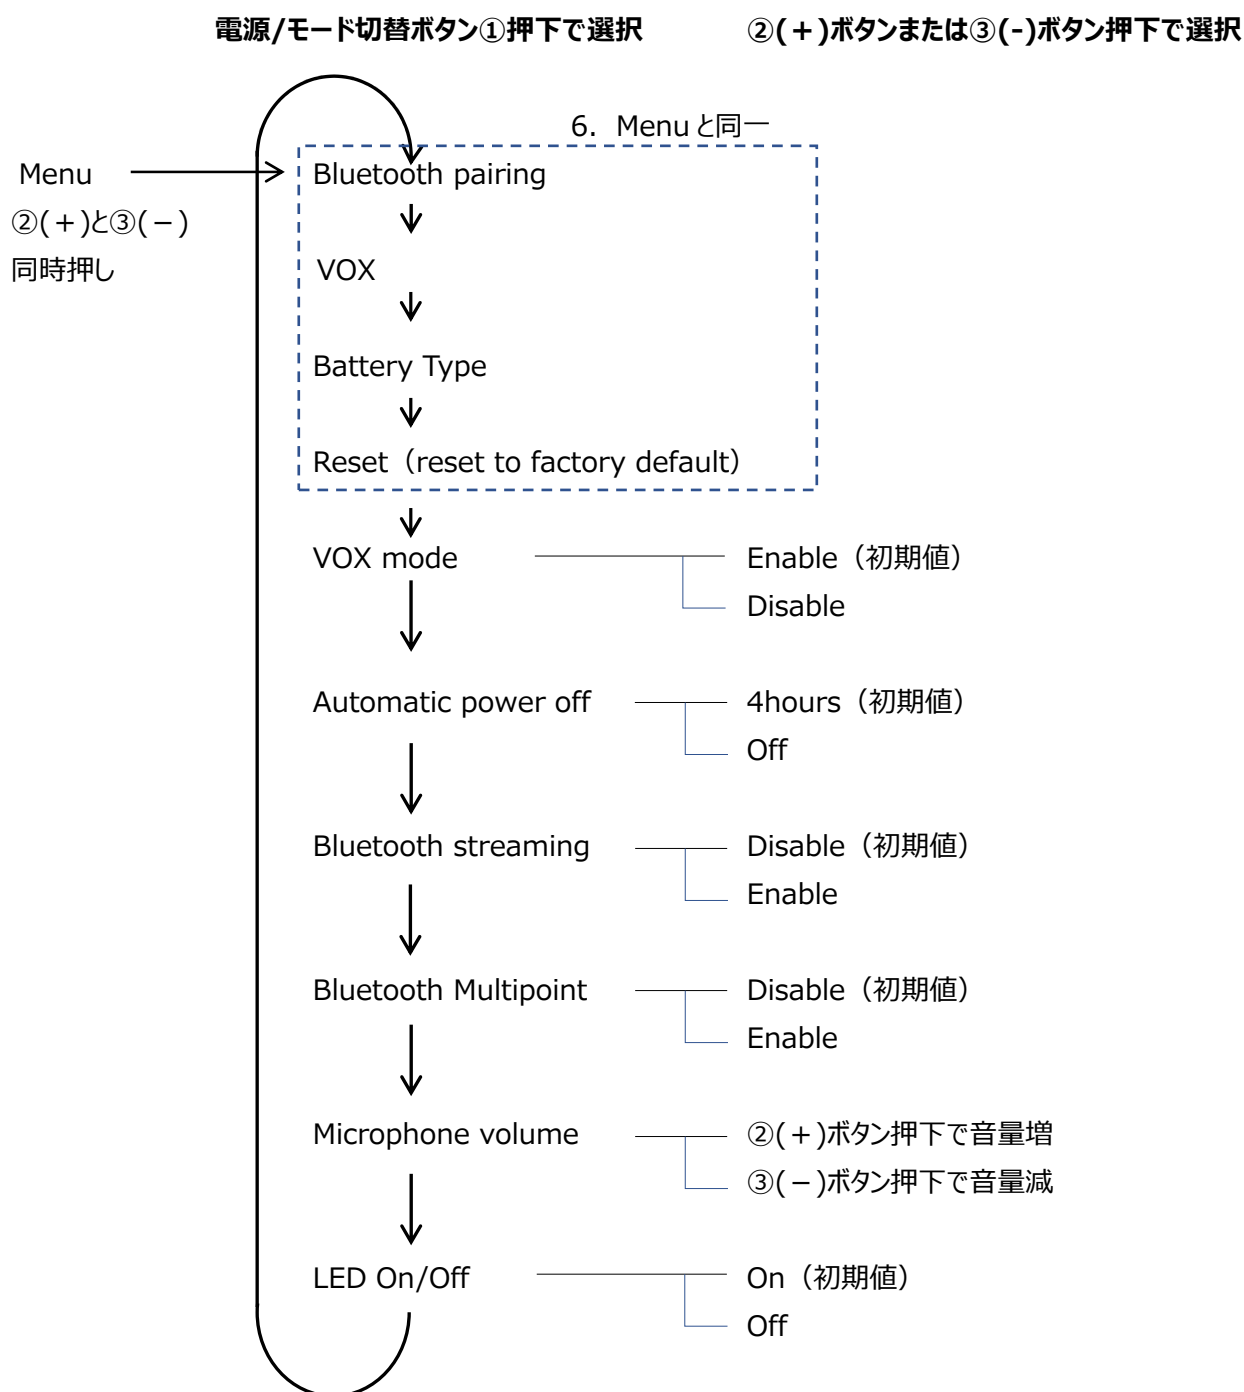 電源/モード切替ボタン①押下で選択
②(+)ボタンまたは③(-)ボタン押下で選択
6. Menuと同一
Menu
②(+)と③(-)
同時押し
Bluetooth pairing
VOX
Battery Type
Reset（reset to factory default）
VOX mode
Enable（初期値）
Disable
Automatic power off
4hours（初期値）
Off
Bluetooth streaming
Disable（初期値）
Enable
Bluetooth Multipoint
Disable（初期値）
Enable
Microphone volume
②(+)ボタン押下で音量増
③(-)ボタン押下で音量減
LED On/Off
On（初期値）
Off